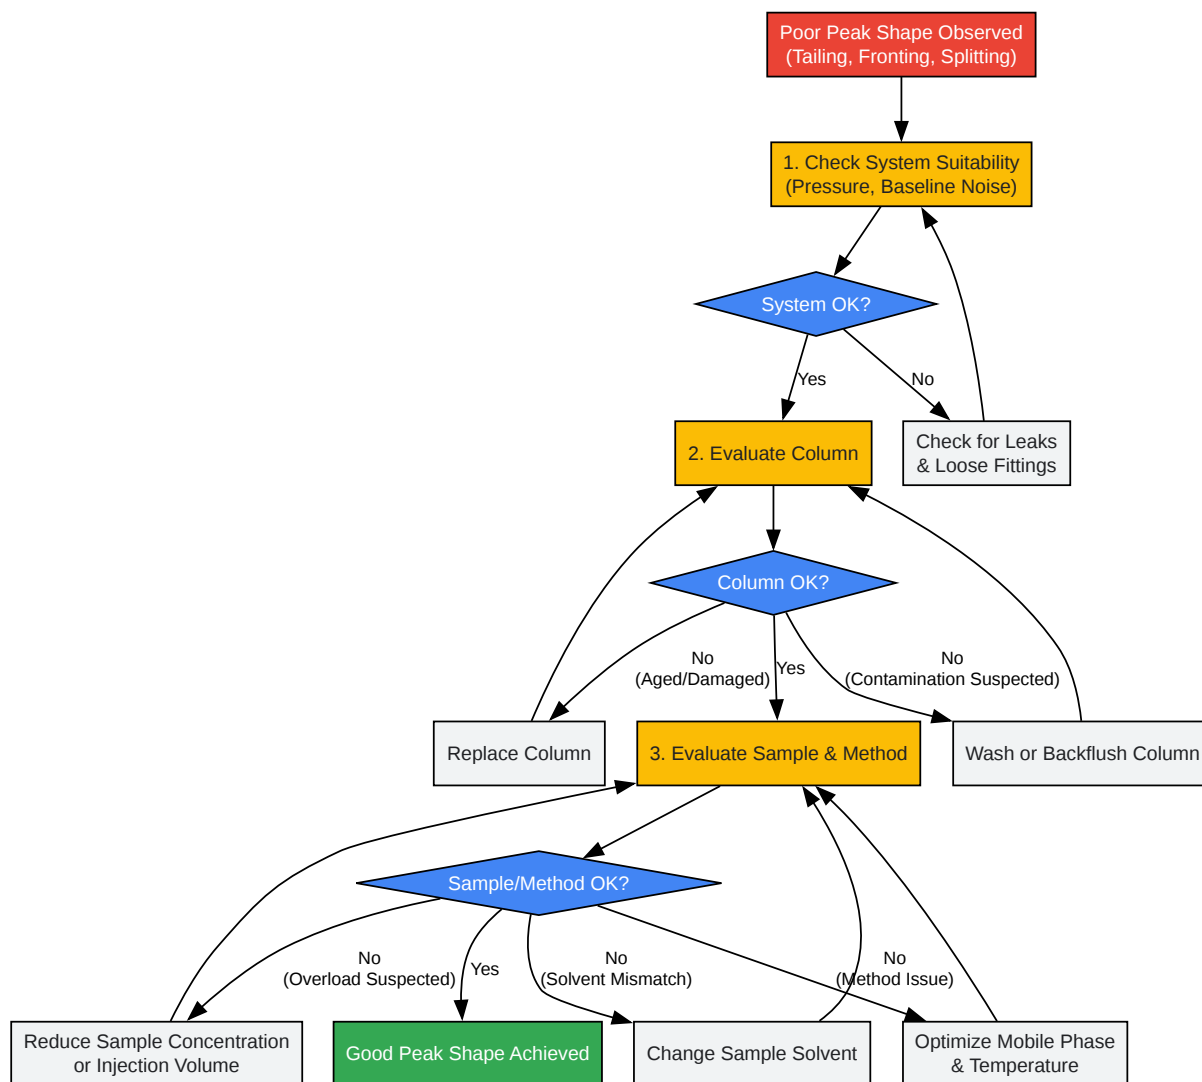 Poor Peak Shape Observed
(Tailing, Fronting, Splitting)
1. Check System Suitability
(Pressure, Baseline Noise)
System OK?
Yes
No
2. Evaluate Column
Check for Leaks
& Loose Fittings
Column OK?
No
(Aged/Damaged)
Yes
No
(Contamination Suspected)
Replace Column
3. Evaluate Sample & Method
Wash or Backflush Column
Sample/Method OK?
No
(Overload Suspected)
Yes
No
(Solvent Mismatch)
No
(Method Issue)
Reduce Sample Concentration
or Injection Volume
Good Peak Shape Achieved
Change Sample Solvent
Optimize Mobile Phase
& Temperature